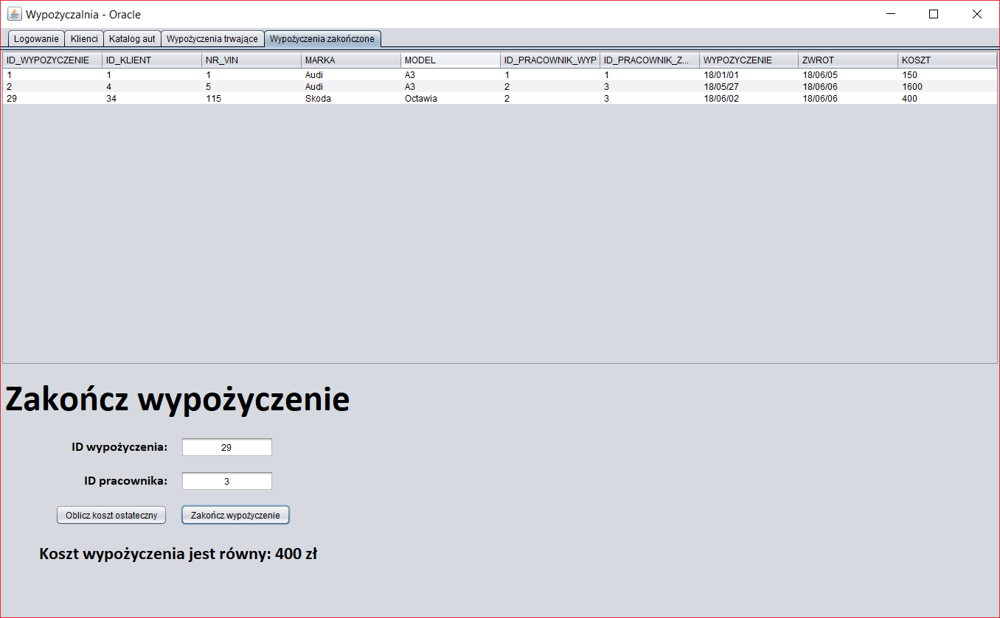 Wypożyczalnia - Oracle
Logowanie Klienci Katalog aut Wypożyczenia trwające Wypożyczenia zakończone
ID_WYPOZYCZENIE ID_KLIENT NR_VIN MARKA MODEL ID_PRACOWNIK_WYP ID_PRACOWNIK_Z... WYPOZYCZENIE ZWROT KOSZT
1 1 1 Audi A3 1 1 18/01/01 18/06/05 150
2 4 5 Audi A3 2 3 18/05/27 18/06/06 1600
29 34 115 Skoda Octawia 2 3 18/06/02 18/06/06 400
Zakończ wypożyczenie
ID wypożyczenia: 29
ID pracownika: 3
Oblicz koszt ostateczny Zakończ wypożyczenie
Koszt wypożyczenia jest równy: 400 zł